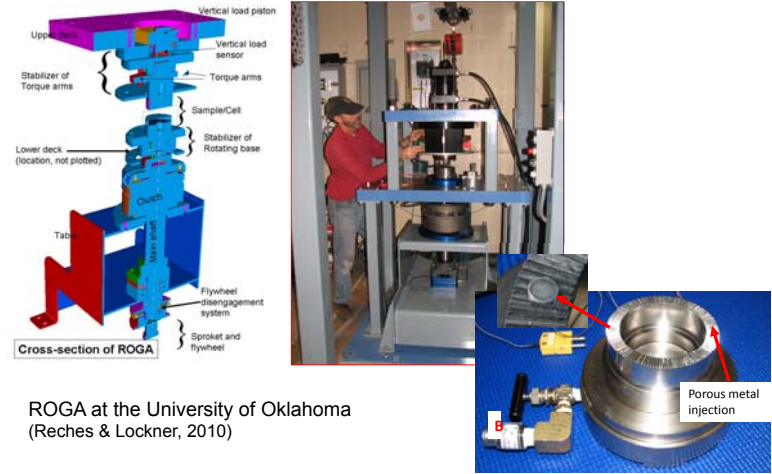 Vertical load piston
Upper deck
Vertical load
sensor
Stabilizer of
Torque arms
Torque arms
Sample/Cell
Stabilizer of
Rotating base
Lower deck
(location, not plotted)
Clutch
Main shaft
Table
Flywheel
disengagement
system
Sproket and
flywheel
Cross-section of ROGA
Porous metal
injection
B
ROGA at the University of Oklahoma
(Reches & Lockner, 2010)